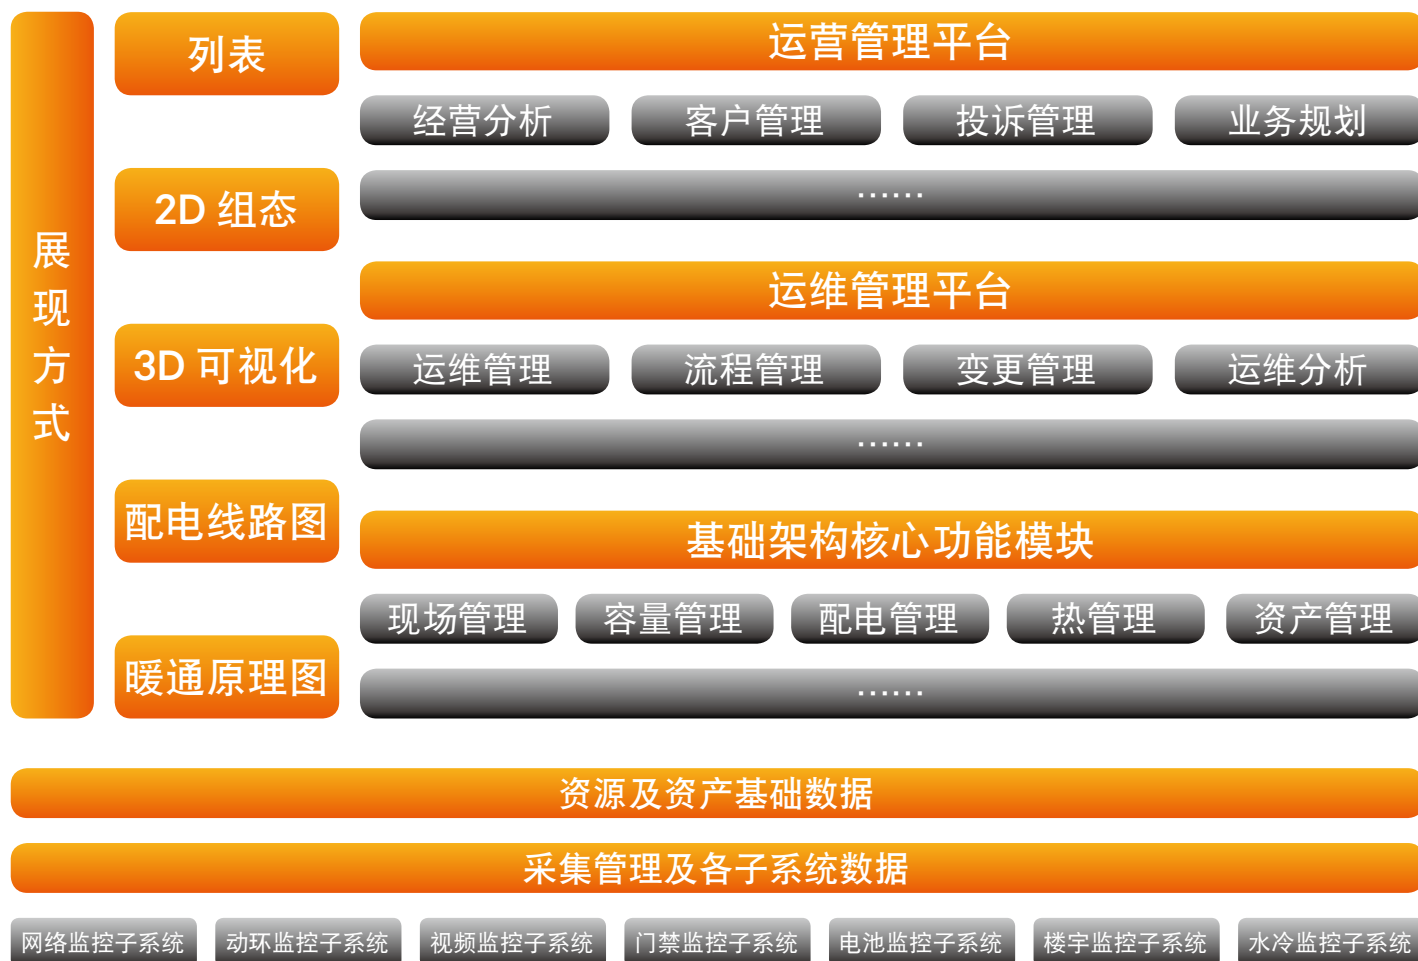 展现方式
列表
2D 组态
3D 可视化
配电线路图
暖通原理图
运营管理平台
经营分析
客户管理
投诉管理
业务规划
······
运维管理平台
运维管理
流程管理
变更管理
运维分析
······
基础架构核心功能模块
现场管理
容量管理
配电管理
热管理
资产管理
······
资源及资产基础数据
采集管理及各子系统数据
网络监控子系统
动环监控子系统
视频监控子系统
门禁监控子系统
电池监控子系统
楼宇监控子系统
水冷监控子系统